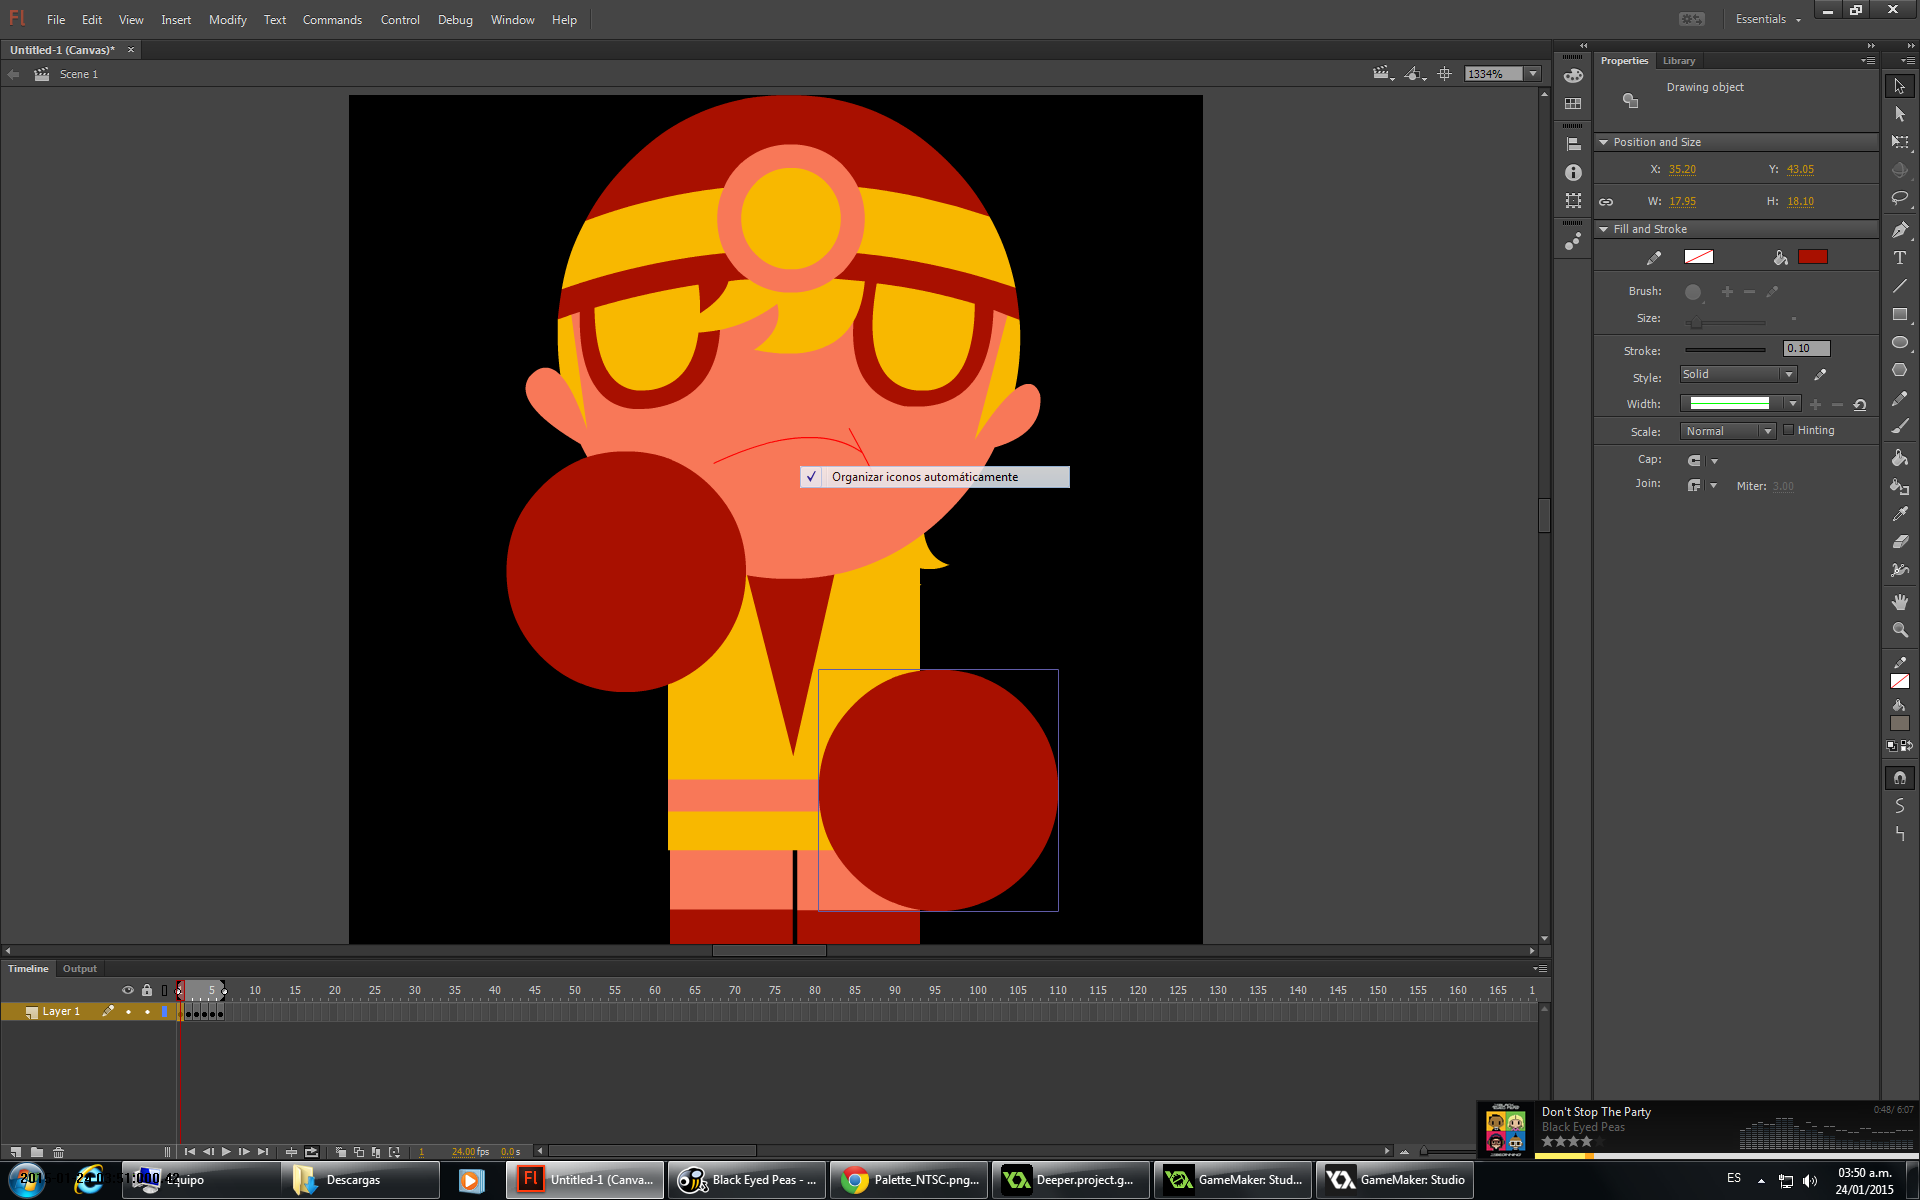 Fl File Edit View Insert Modify Text Commands Control Debug Window Help Essentials
Untitled-1 (Canvas)* ×
Scene 1
1334%
Properties Library
Drawing object
Position and Size
X: 35.20 Y: 43.05
W: 17.95 H: 18.10
Fill and Stroke
Brush:
Size:
Stroke: 0.10
Style: Solid
Width:
Scale: Normal Hinting
Cap:
Join: Miter: 3.00
✓ Organizar iconos automáticamente
Timeline Output
5 10 15 20 25 30 35 40 45 50 55 60 65 70 75 80 85 90 95 100 105 110 115 120 125 130 135 140 145 150 155 160 165 1
Layer 1
1 24.00 fps 0.0 s
Don't Stop The Party 0:48/ 6:07
Black Eyed Peas
Equipo
Descargas
Fl Untitled-1 (Canva...
Black Eyed Peas - ...
Palette_NTSC.png...
Deeper.project.g...
GameMaker: Stud...
GameMaker: Studio
ES
03:50 a.m.
24/01/2015